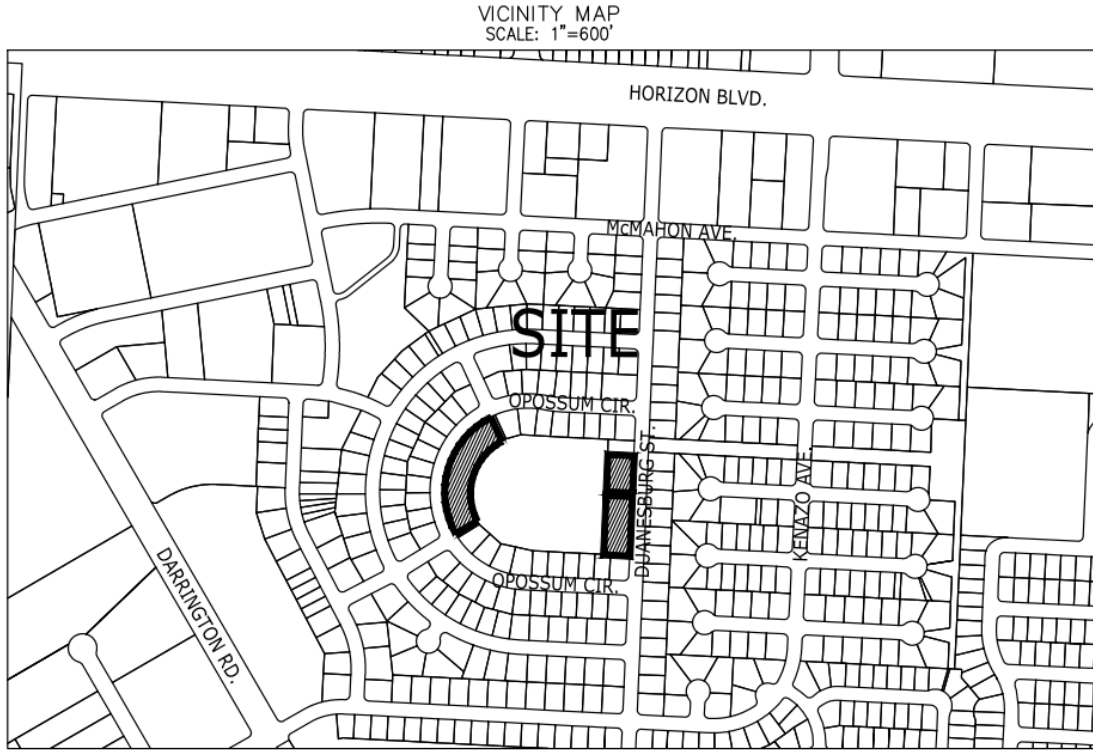 VICINITY MAP
SCALE: 1"=600'
HORIZON BLVD.
McMAHON AVE.
SITE
OPOSSUM CIR.
DUANESBURG ST.
KENAZO AVE.
DARRINGTON RD.
OPOSSUM CIR.